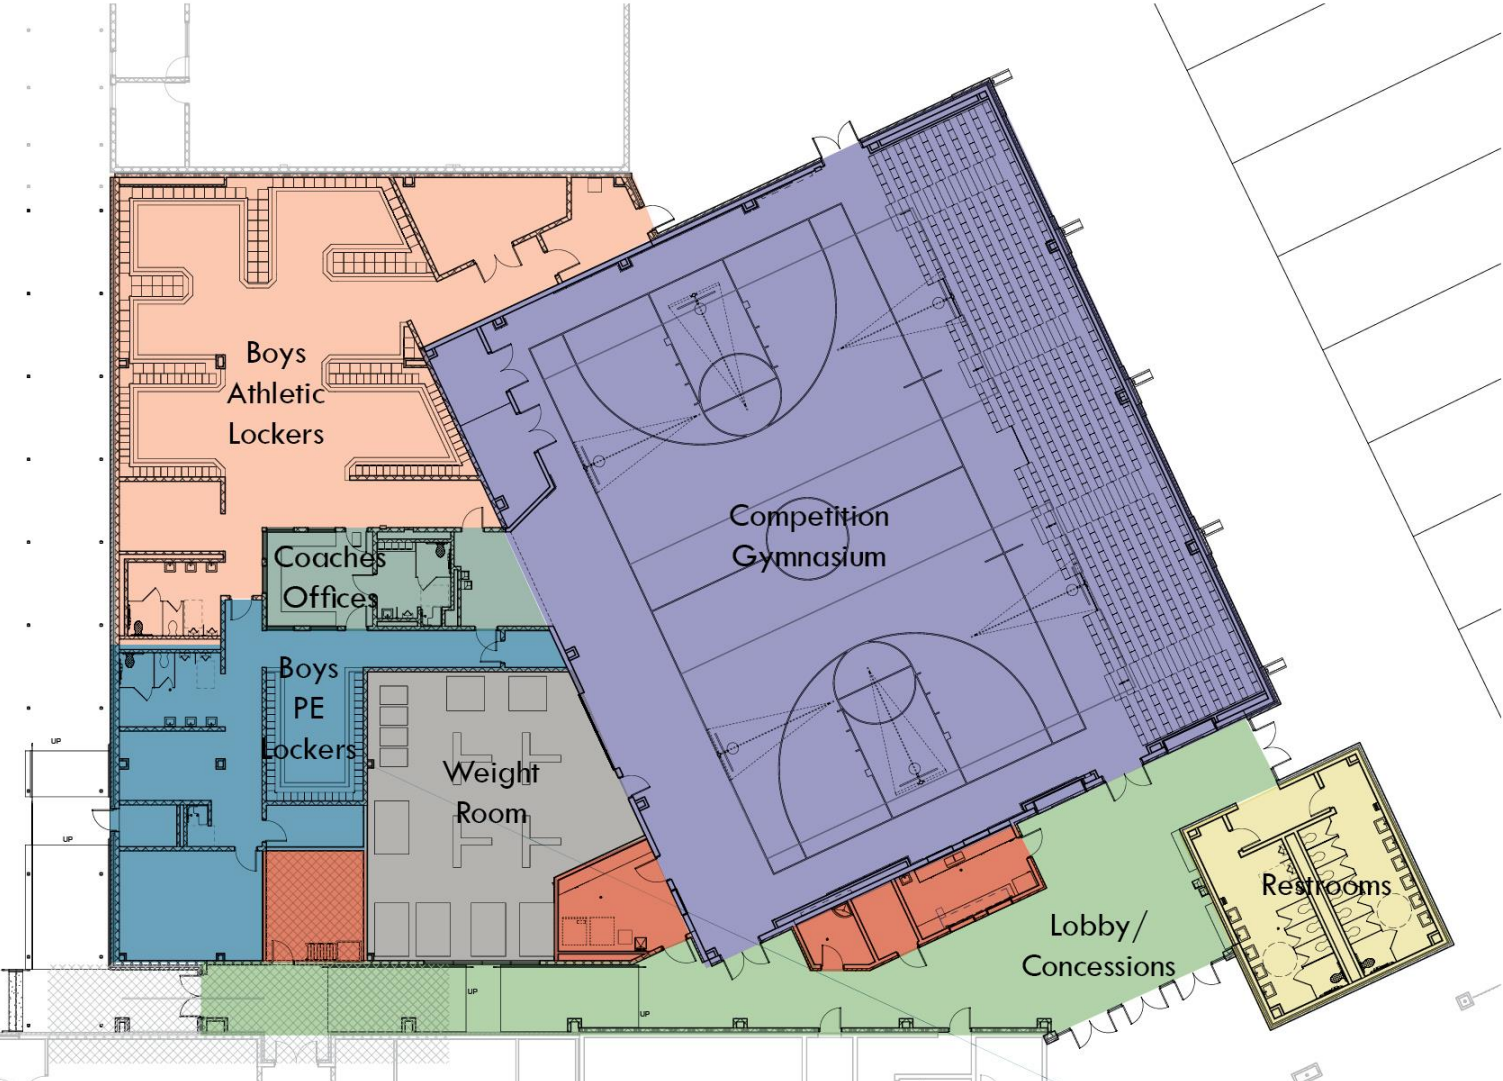 Boys
Athletic
Lockers
Competition
Gymnasium
Coaches
Offices
Boys
PE
Lockers
UP
Weight
Room
UP
Restrooms
Lobby/
Concessions
UP
UP